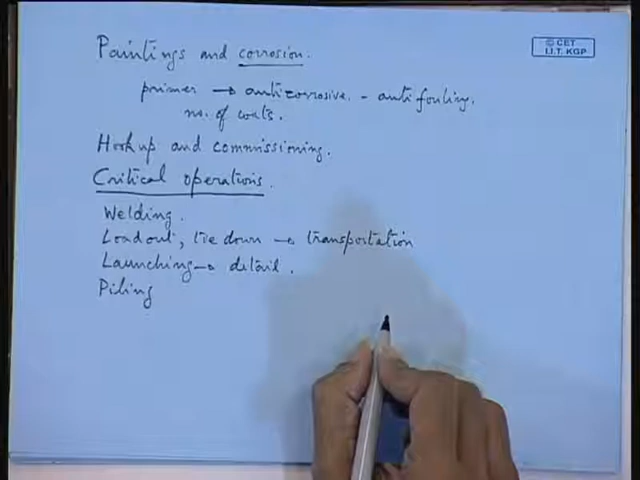 © CET
I.I.T. KGP
Paintings and corrosion.
primer → anticorrosive. - antifouling.
no. of coats.
Hookup and commissioning.
Critical operations.
Welding.
Loadout, tie down → transportation
Launching → detail.
Piling